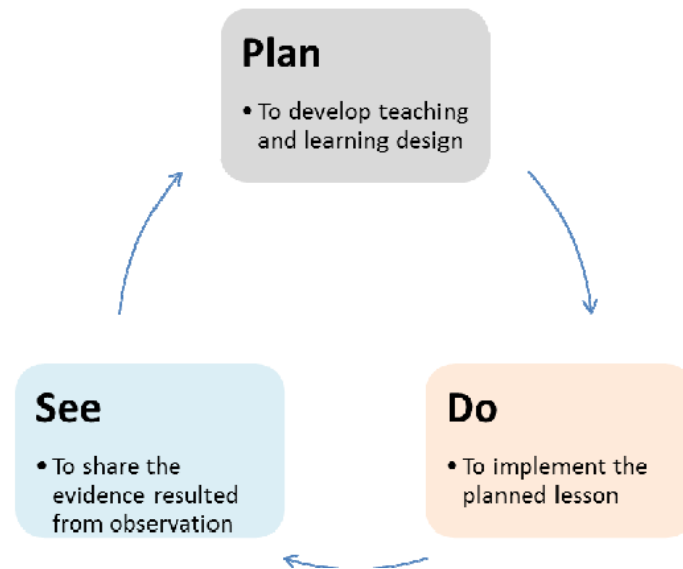 Plan
• To develop teaching
and learning design
See
• To share the
evidence resulted
from observation
Do
• To implement the
planned lesson